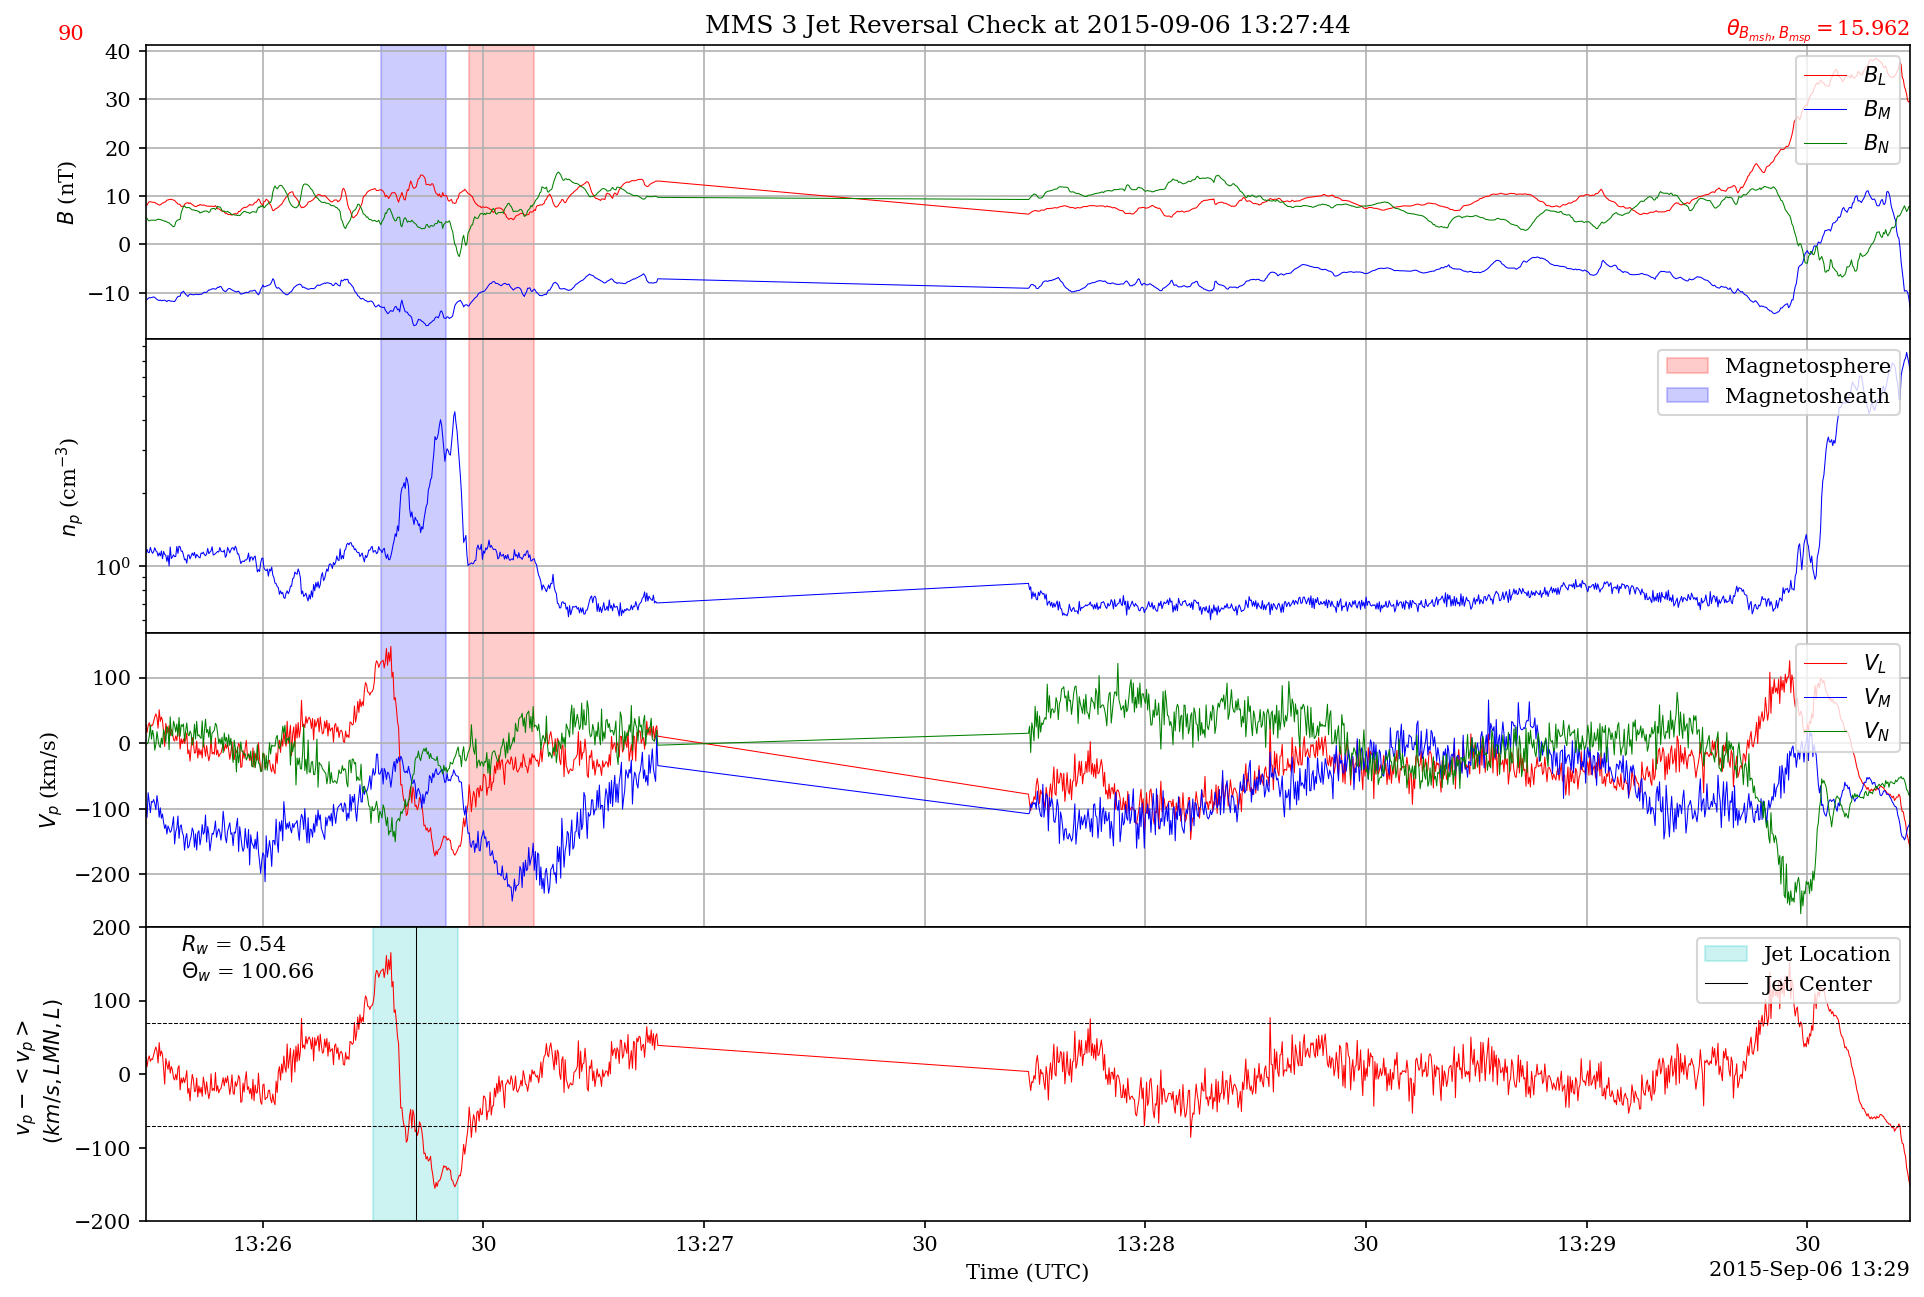 MMS 3 Jet Reversal Check at 2015-09-06 13:27:44
90
θ_{B_{msh}, B_{msp}} = 15.962
40
30
20
10
0
−10
B (nT)
B_L
B_M
B_N
10^0
n_p (cm^{−3})
Magnetosphere
Magnetosheath
100
0
−100
−200
V_p (km/s)
V_L
V_M
V_N
200
100
0
−100
−200
v_p − <v_p>
(km/s, LMN, L)
R_w = 0.54
Θ_w = 100.66
Jet Location
Jet Center
13:26 30 13:27 30 13:28 30 13:29 30
Time (UTC)
2015-Sep-06 13:29